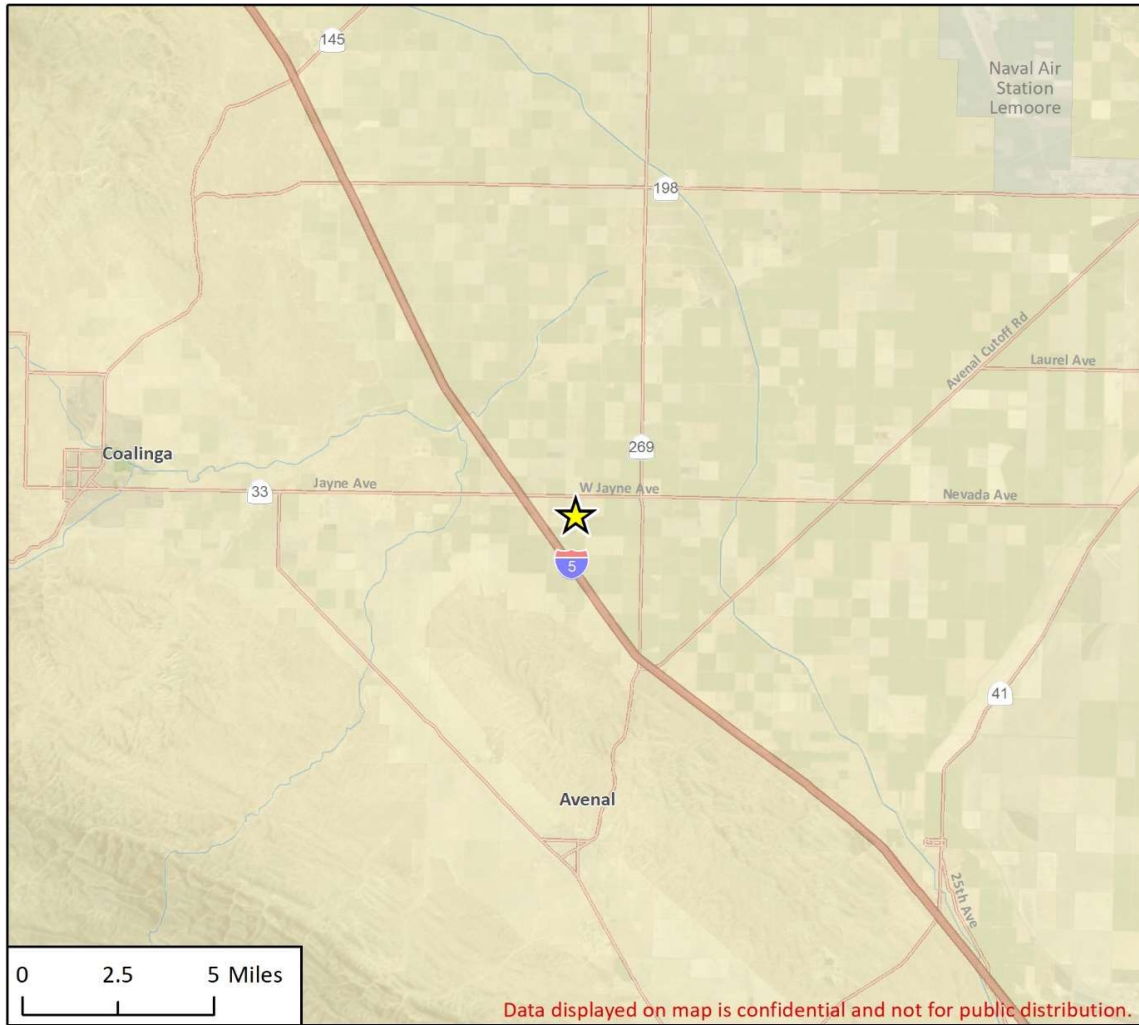 145
Naval Air
Station
Lemoore
198
Avenal Cutoff Rd
Laurel Ave
269
Coalinga
Jayne Ave
33
W Jayne Ave
Nevada Ave
5
41
Avenal
25th Ave
0 2.5 5 Miles
Data displayed on map is confidential and not for public distribution.